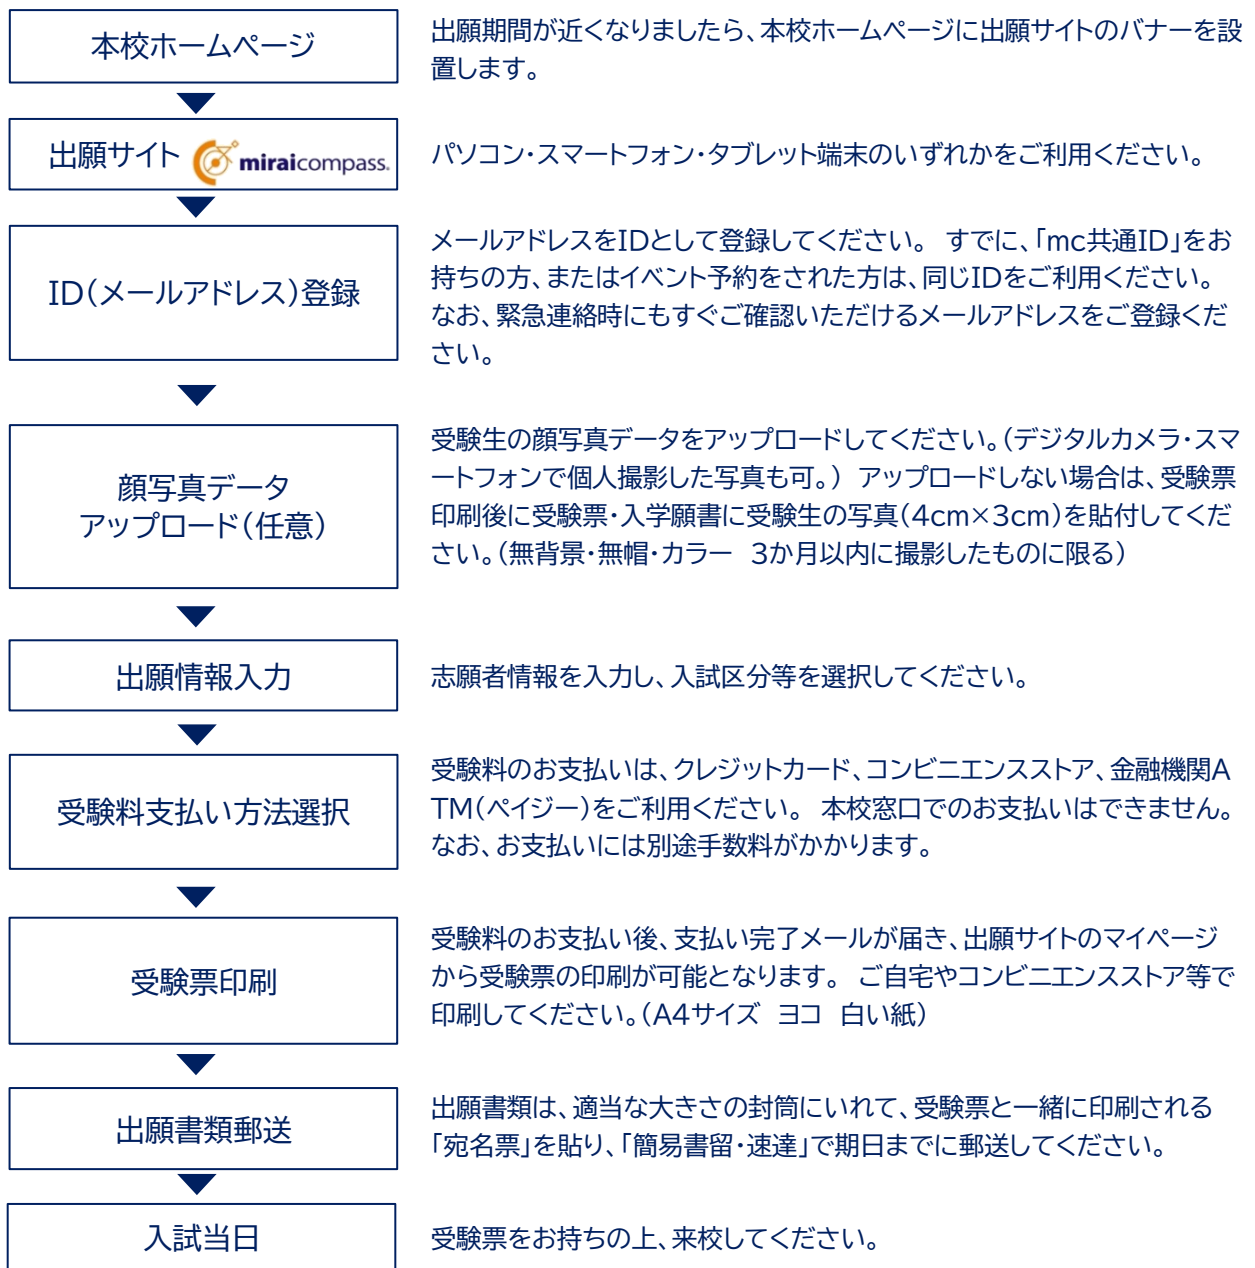 本校ホームページ
出願期間が近くなりましたら、本校ホームページに出願サイトのバナーを設
置します。
出願サイト miraicompass.
パソコン・スマートフォン・タブレット端末のいずれかをご利用ください。
ID(メールアドレス)登録
メールアドレスをIDとして登録してください。 すでに、「mc共通ID」をお
持ちの方、またはイベント予約をされた方は、同じIDをご利用ください。
なお、緊急連絡時にもすぐご確認いただけるメールアドレスをご登録くだ
さい。
顔写真データ
アップロード(任意)
受験生の顔写真データをアップロードしてください。(デジタルカメラ・スマ
ートフォンで個人撮影した写真も可。) アップロードしない場合は、受験票
印刷後に受験票・入学願書に受験生の写真(4cm×3cm)を貼付してくだ
さい。(無背景・無帽・カラー 3か月以内に撮影したものに限る)
出願情報入力
志願者情報を入力し、入試区分等を選択してください。
受験料支払い方法選択
受験料のお支払いは、クレジットカード、コンビニエンスストア、金融機関A
TM(ペイジー)をご利用ください。 本校窓口でのお支払いはできません。
なお、お支払いには別途手数料がかかります。
受験票印刷
受験料のお支払い後、支払い完了メールが届き、出願サイトのマイページ
から受験票の印刷が可能となります。 ご自宅やコンビニエンスストア等で
印刷してください。(A4サイズ ヨコ 白い紙)
出願書類郵送
出願書類は、適当な大きさの封筒にいれて、受験票と一緒に印刷される
「宛名票」を貼り、「簡易書留・速達」で期日までに郵送してください。
入試当日
受験票をお持ちの上、来校してください。